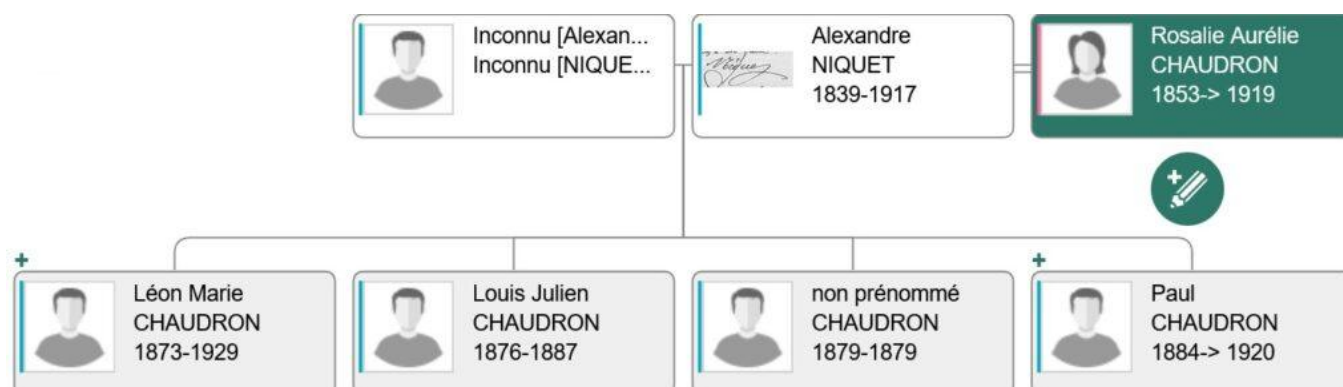 Inconnu [Alexan...
Inconnu [NIQUE...
Alexandre
NIQUET
1839-1917
Rosalie Aurélie
CHAUDRON
1853-> 1919
Léon Marie
CHAUDRON
1873-1929
Louis Julien
CHAUDRON
1876-1887
non prénommé
CHAUDRON
1879-1879
Paul
CHAUDRON
1884-> 1920